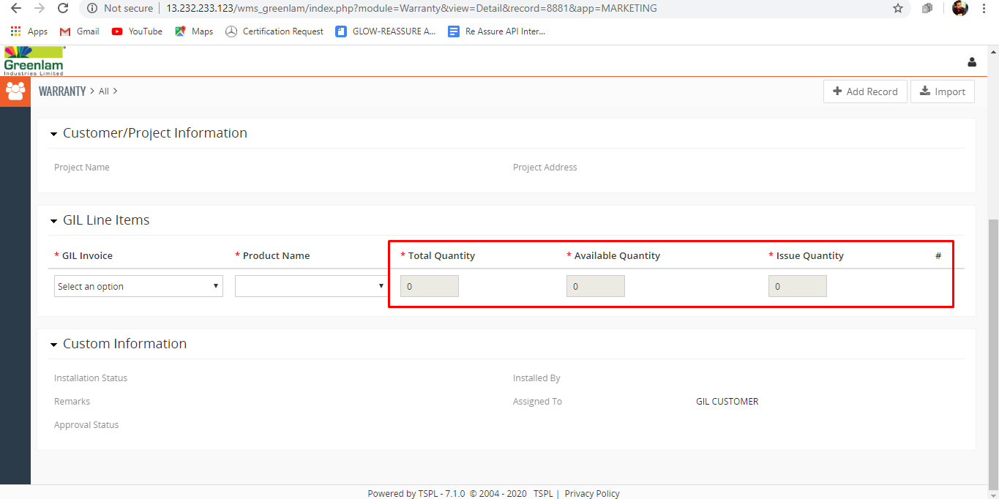 Not secure | 13.232.233.123/wms_greenlam/index.php?module=Warranty&view=Detail&record=8881&app=MARKETING
Apps Gmail YouTube Maps Certification Request GLOW-REASSURE A... Re Assure API Inter...
Greenlam
Industries Limited
WARRANTY > All > + Add Record Import
Customer/Project Information
Project Name Project Address
GIL Line Items
* GIL Invoice * Product Name * Total Quantity * Available Quantity * Issue Quantity #
Select an option 0 0 0
Custom Information
Installation Status Installed By
Remarks Assigned To GIL CUSTOMER
Approval Status
Powered by TSPL - 7.1.0 © 2004 - 2020 TSPL | Privacy Policy